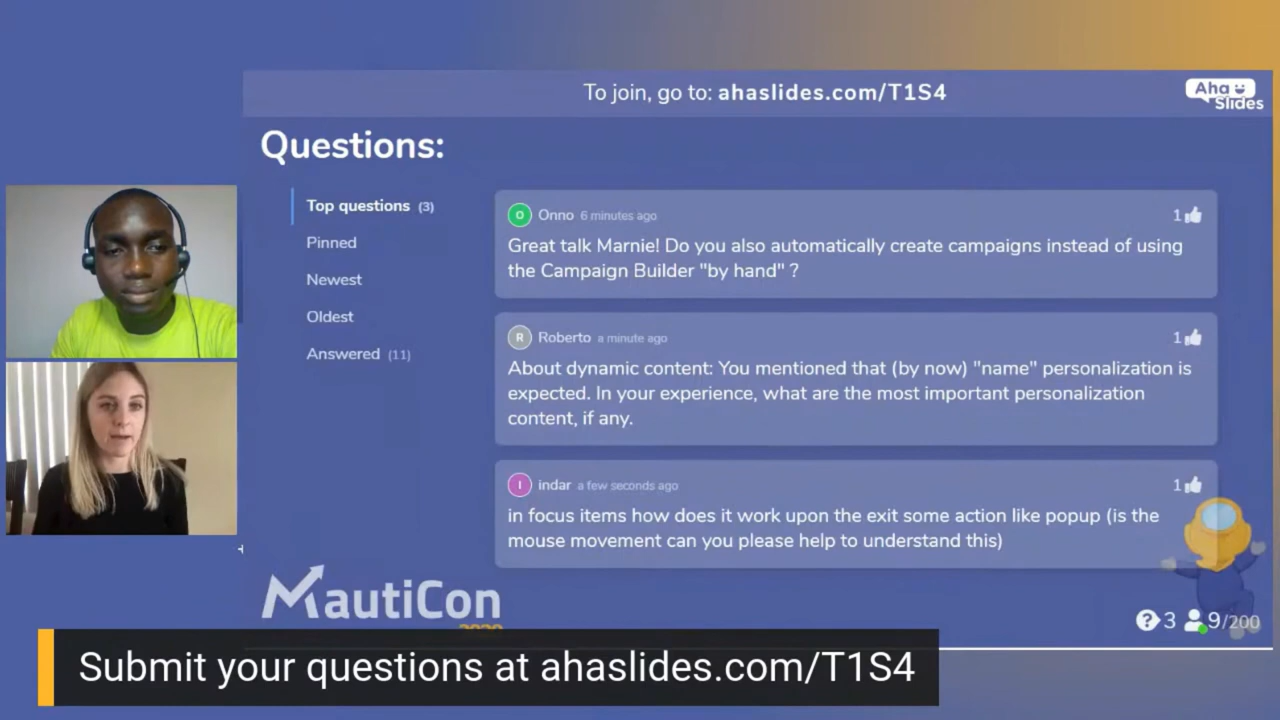 To join, go to: ahaslides.com/T1S4
Aha
Slides
Questions:
Top questions (3)
Pinned
Newest
Oldest
Answered (11)
O Onno 6 minutes ago 1
Great talk Marnie! Do you also automatically create campaigns instead of using
the Campaign Builder "by hand" ?
R Roberto a minute ago 1
About dynamic content: You mentioned that (by now) "name" personalization is
expected. In your experience, what are the most important personalization
content, if any.
I indar a few seconds ago 1
in focus items how does it work upon the exit some action like popup (is the
mouse movement can you please help to understand this)
MautiCon
3 9/200
Submit your questions at ahaslides.com/T1S4